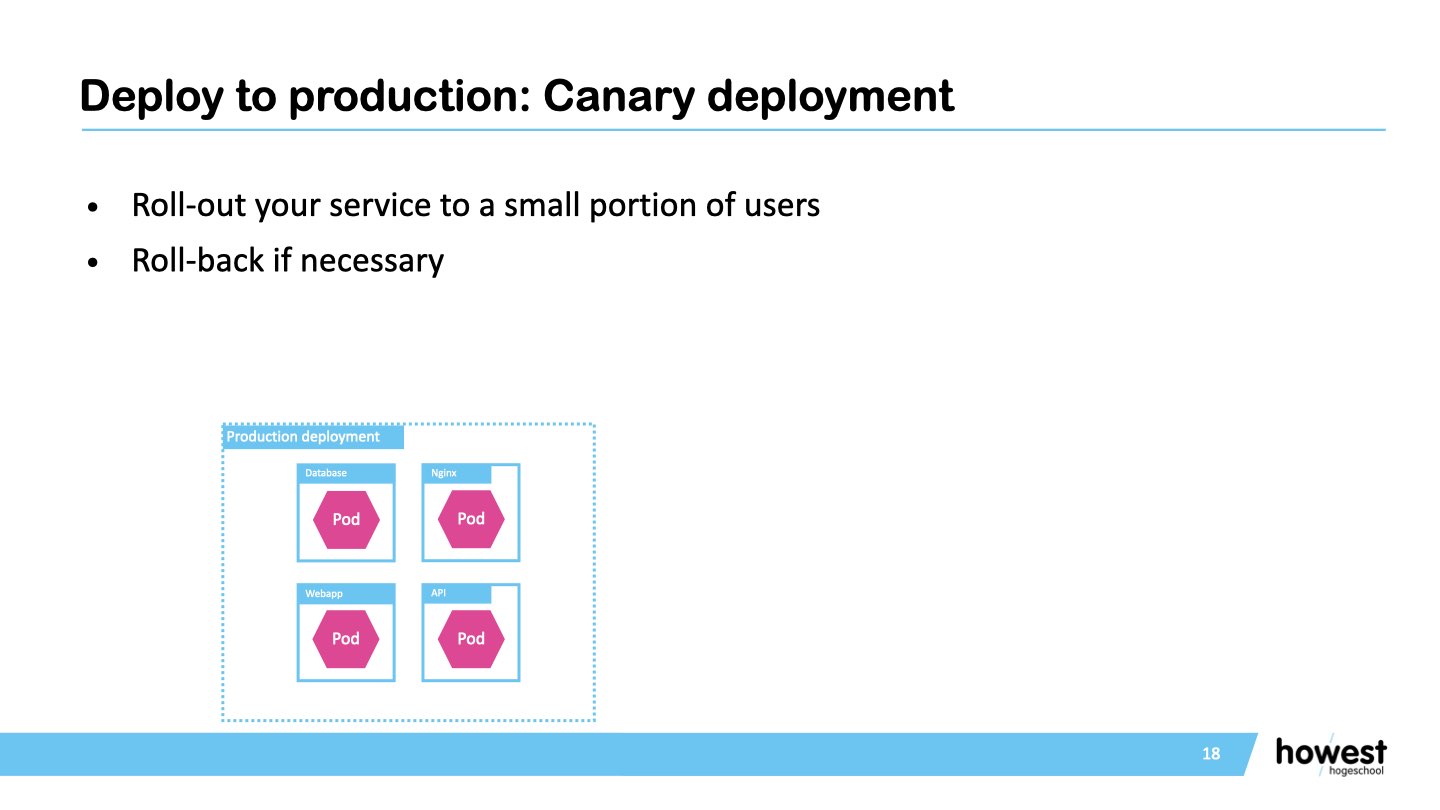 Deploy to production: Canary deployment
• Roll-out your service to a small portion of users
• Roll-back if necessary
Production deployment
Database
Nginx
Pod
Pod
Webapp
API
Pod
Pod
18
howest
hogeschool